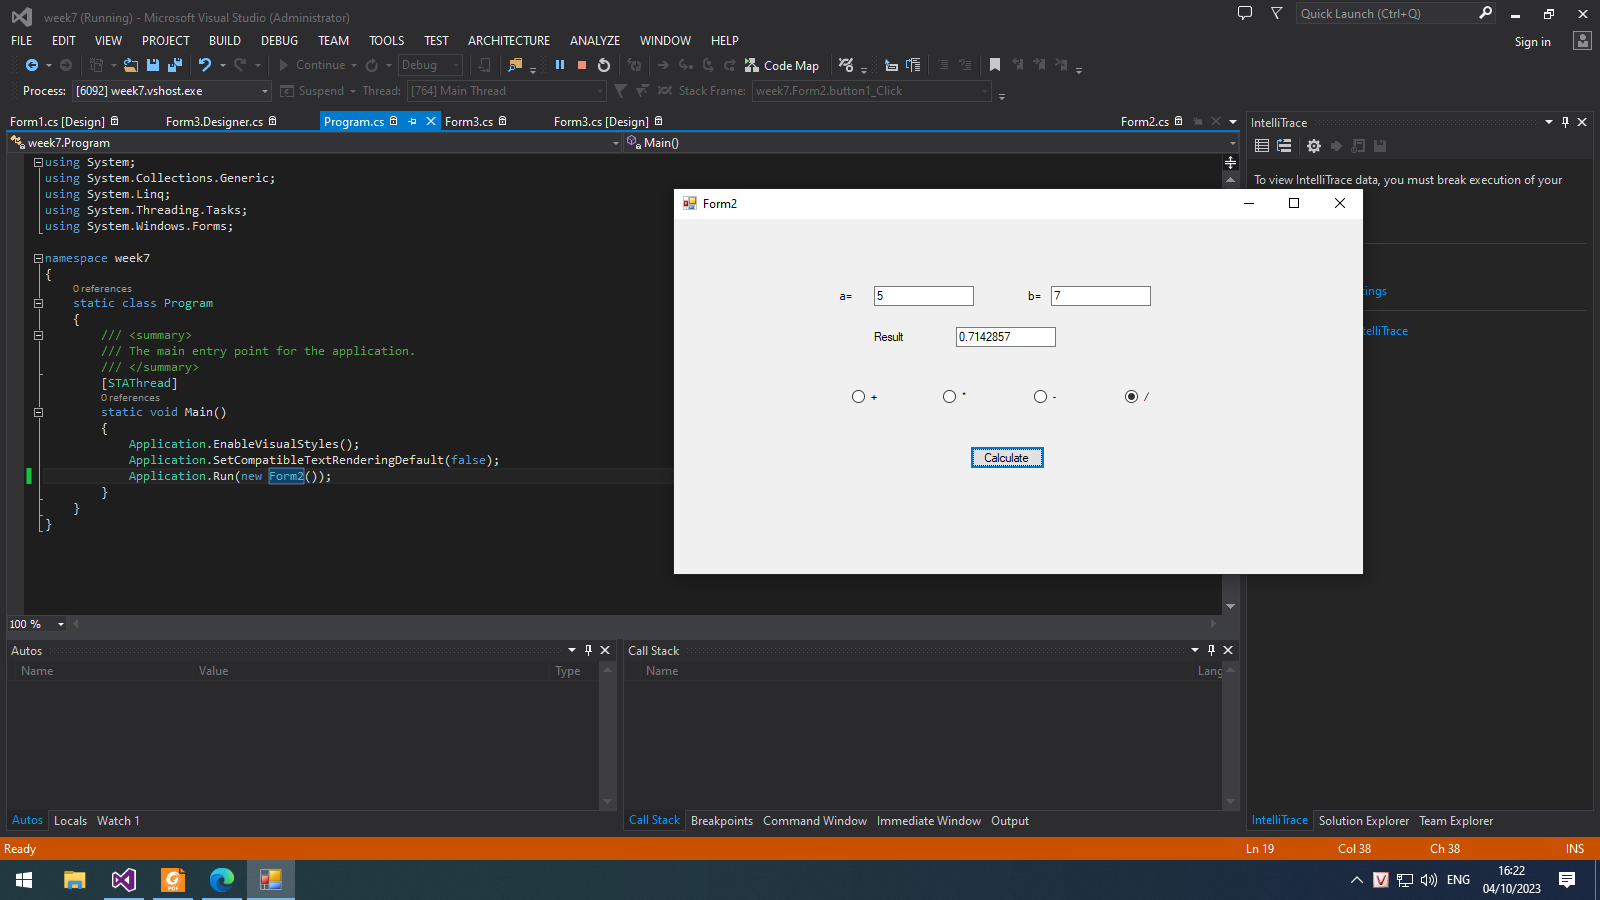 week7 (Running) - Microsoft Visual Studio (Administrator)
Quick Launch (Ctrl+Q)
FILE EDIT VIEW PROJECT BUILD DEBUG TEAM TOOLS TEST ARCHITECTURE ANALYZE WINDOW HELP
Sign in
Continue Debug Code Map
Process: [6092] week7.vshost.exe Suspend Thread: [764] Main Thread Stack Frame: week7.Form2.button1_Click
Form1.cs [Design] Form3.Designer.cs Program.cs Form3.cs Form3.cs [Design] Form2.cs
week7.Program Main()
using System;
using System.Collections.Generic;
using System.Linq;
using System.Threading.Tasks;
using System.Windows.Forms;
namespace week7
{
0 references
static class Program
{
/// <summary>
/// The main entry point for the application.
/// </summary>
[STAThread]
0 references
static void Main()
{
Application.EnableVisualStyles();
Application.SetCompatibleTextRenderingDefault(false);
Application.Run(new Form2());
}
}
}
100 %
Form2
a= 5 b= 7
Result 0.7142857
+ * - /
Calculate
IntelliTrace
To view IntelliTrace data, you must break execution of your
ings
elliTrace
Autos
Name Value Type
Call Stack
Name Lang
Autos Locals Watch 1
Call Stack Breakpoints Command Window Immediate Window Output
IntelliTrace Solution Explorer Team Explorer
Ready Ln 19 Col 38 Ch 38 INS
PDF
V
ENG
16:22
04/10/2023